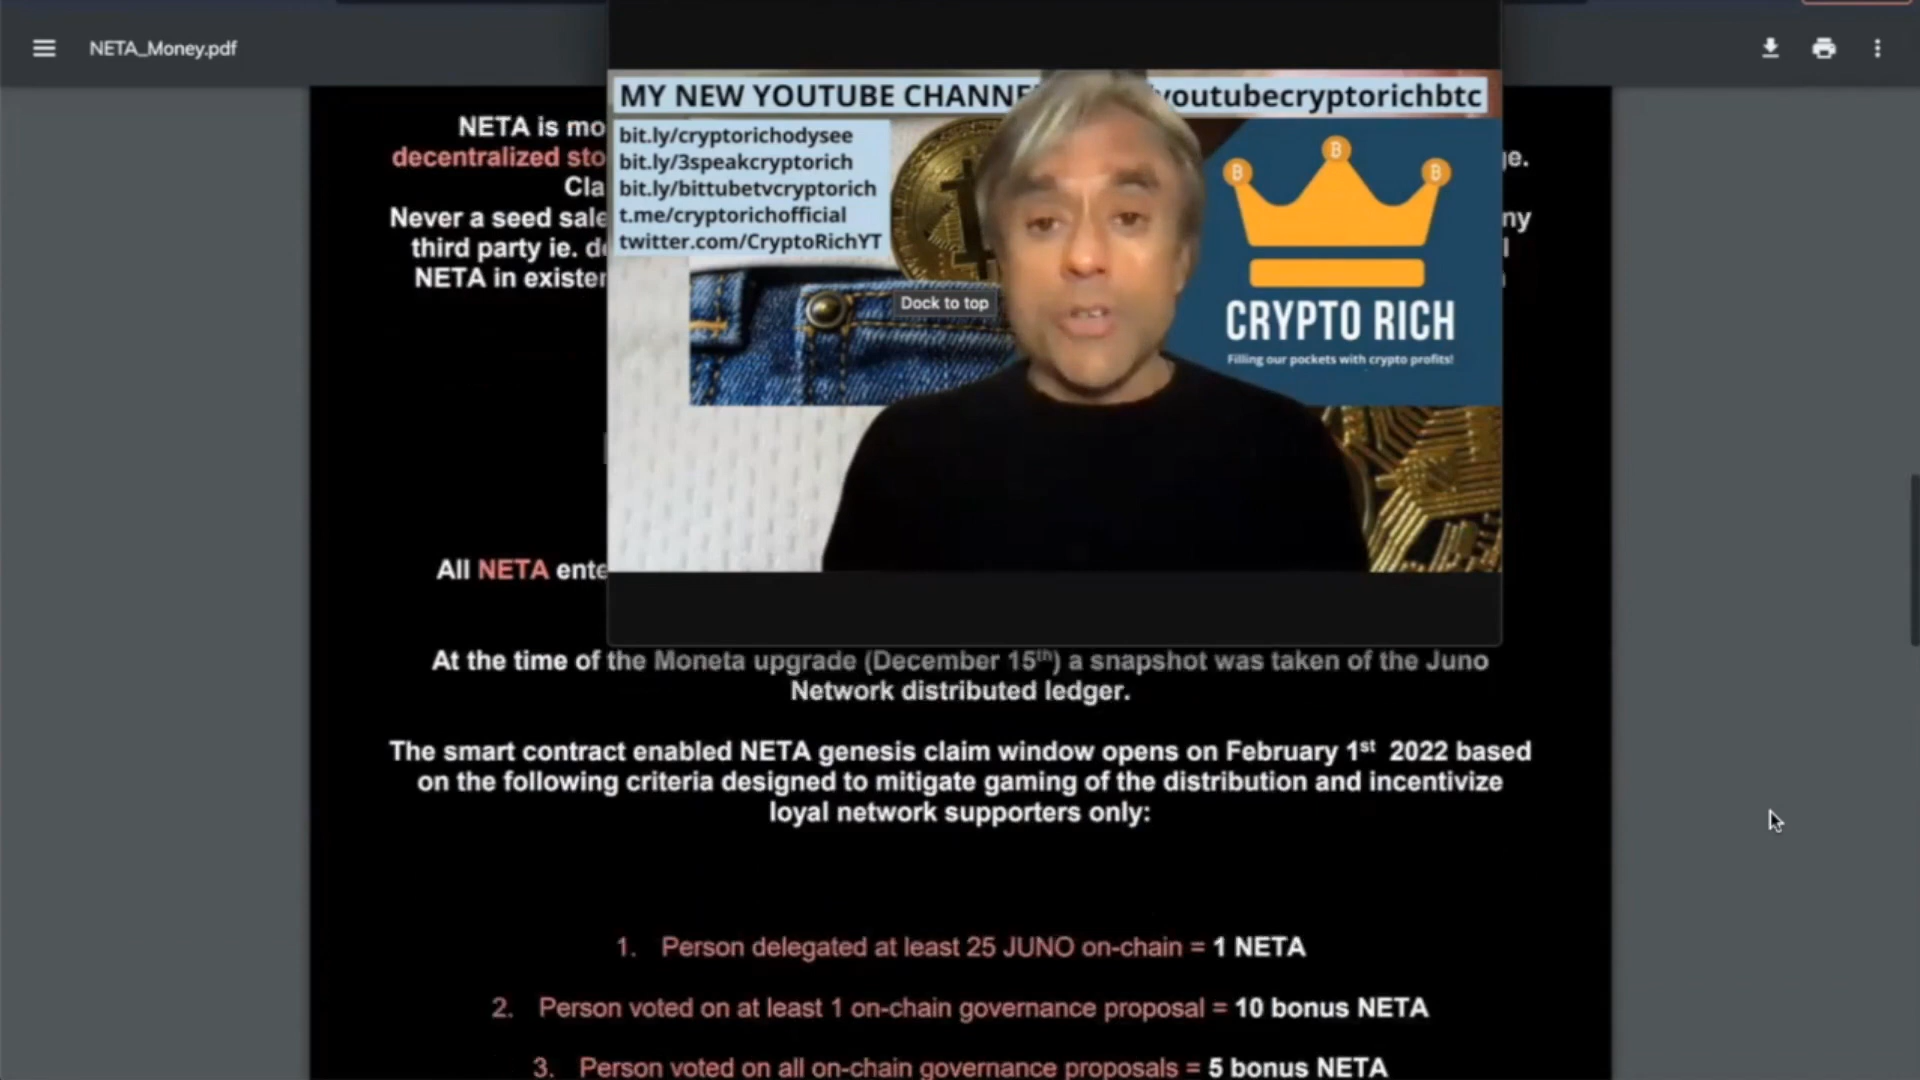 NETA_Money.pdf
MY NEW YOUTUBE CHANNE youtubecryptorichbtc
bit.ly/cryptorichodysee
bit.ly/3speakcryptorich
bit.ly/bittubetvcryptorich
t.me/cryptorichofficial
twitter.com/CryptoRichYT
Dock to top
CRYPTO RICH
Filling our pockets with crypto profits!
NETA is mo
decentralized sto
Cla
Never a seed sale
third party ie. d
NETA in exister
All NETA ente
At the time of the Moneta upgrade (December 15th) a snapshot was taken of the Juno
Network distributed ledger.
The smart contract enabled NETA genesis claim window opens on February 1st 2022 based
on the following criteria designed to mitigate gaming of the distribution and incentivize
loyal network supporters only:
1. Person delegated at least 25 JUNO on-chain = 1 NETA
2. Person voted on at least 1 on-chain governance proposal = 10 bonus NETA
3. Person voted on all on-chain governance proposals = 5 bonus NETA